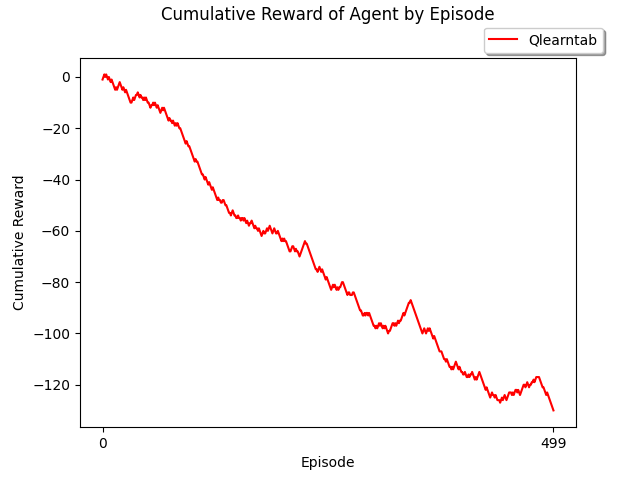 Cumulative Reward of Agent by Episode
Qlearntab
0
−20
−40
−60
−80
−100
−120
Cumulative Reward
0 499
Episode